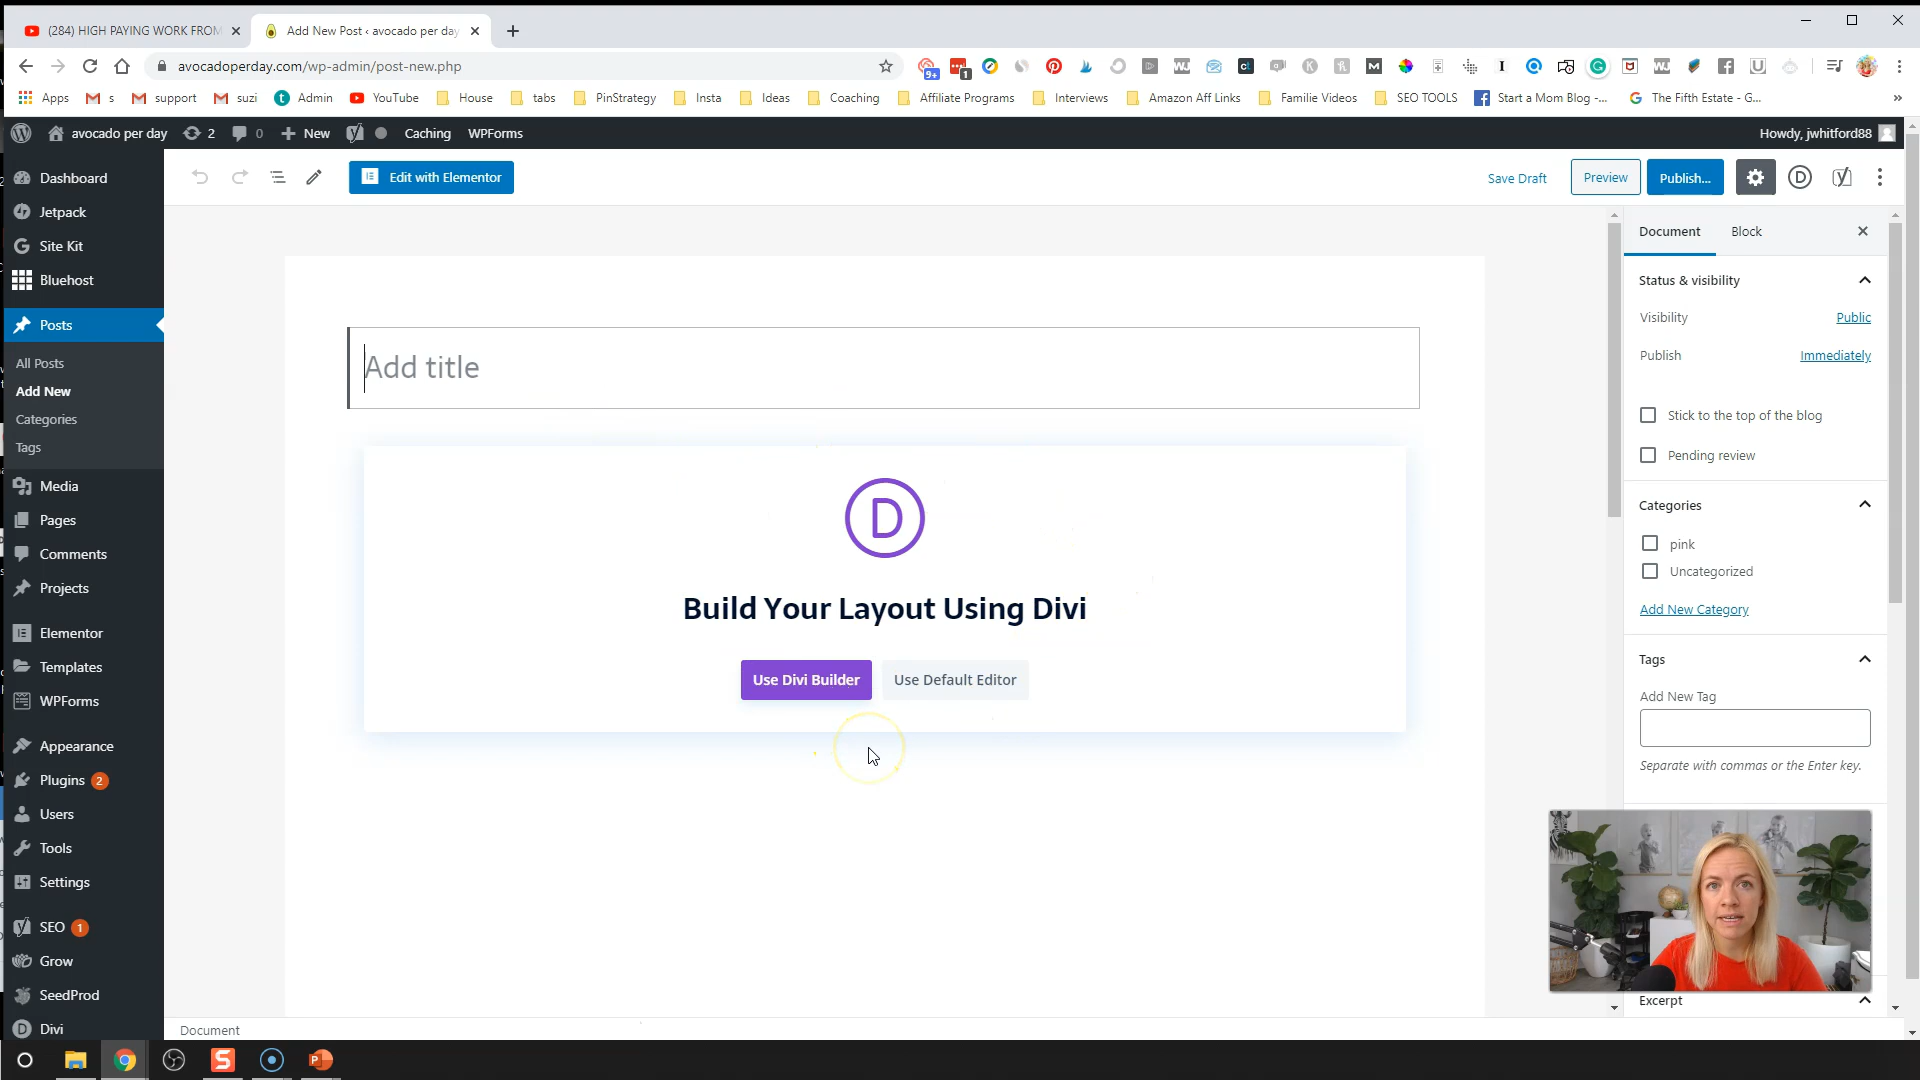 (284) HIGH PAYING WORK FROM
Add New Post ‹ avocado per day
avocadoperday.com/wp-admin/post-new.php
9+
1
Apps
s
support
suzi
Admin
YouTube
House
tabs
PinStrategy
Insta
Ideas
Coaching
Affiliate Programs
Interviews
Amazon Aff Links
Familie Videos
SEO TOOLS
Start a Mom Blog -...
The Fifth Estate - G...
avocado per day
2
0
New
Caching
WPForms
Howdy, jwhitford88
Dashboard
Jetpack
Site Kit
Bluehost
Posts
All Posts
Add New
Categories
Tags
Media
Pages
Comments
Projects
Elementor
Templates
WPForms
Appearance
Plugins 2
Users
Tools
Settings
SEO 1
Grow
SeedProd
Divi
Edit with Elementor
Save Draft
Preview
Publish...
Add title
D
Build Your Layout Using Divi
Use Divi Builder
Use Default Editor
Document
Block
Status & visibility
Visibility
Public
Publish
Immediately
Stick to the top of the blog
Pending review
Categories
pink
Uncategorized
Add New Category
Tags
Add New Tag
Separate with commas or the Enter key.
Excerpt
Document